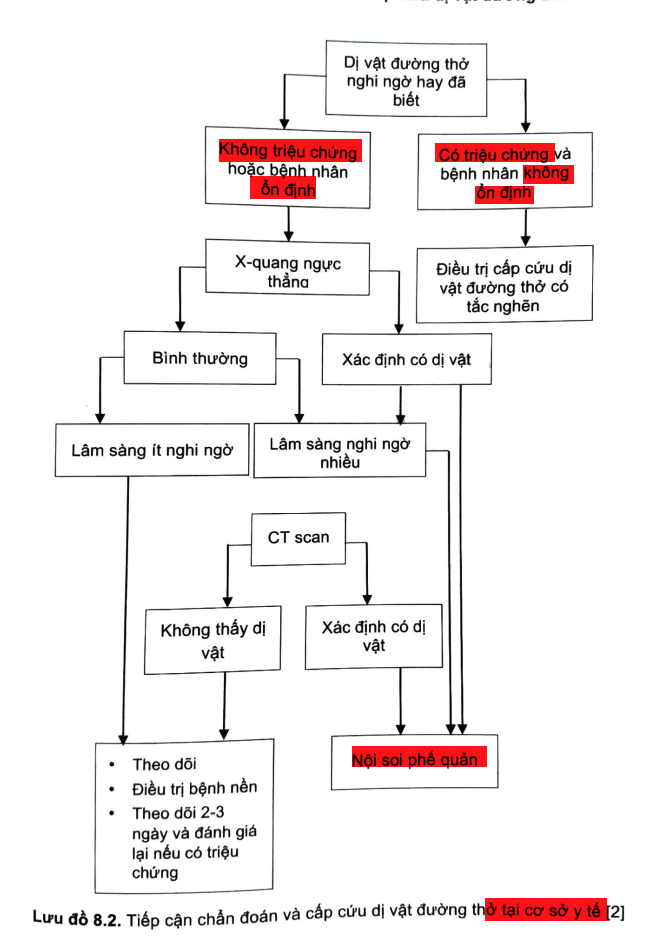 Dị vật đường thở
nghi ngờ hay đã
biết
Không triệu chứng
hoặc bệnh nhân
ổn định
Có triệu chứng và
bệnh nhân không
ổn định
X-quang ngực
thẳng
Điều trị cấp cứu dị
vật đường thở có
tắc nghẽn
Bình thường
Xác định có dị vật
Lâm sàng ít nghi ngờ
Lâm sàng nghi ngờ
nhiều
CT scan
Không thấy dị
vật
Xác định có dị
vật
• Theo dõi
• Điều trị bệnh nền
• Theo dõi 2-3
ngày và đánh giá
lại nếu có triệu
chứng
Nội soi phế quản
Lưu đồ 8.2. Tiếp cận chẩn đoán và cấp cứu dị vật đường thở tại cơ sở y tế [2]